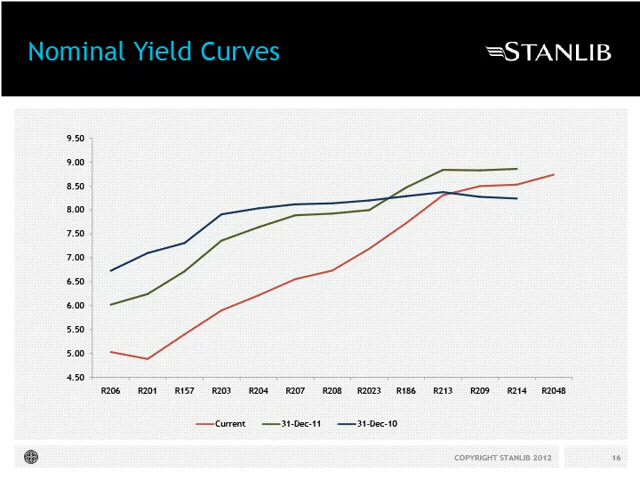 Nominal Yield Curves
STANLIB
9.50
9.00
8.50
8.00
7.50
7.00
6.50
6.00
5.50
5.00
4.50
R206 R201 R157 R203 R204 R207 R208 R2023 R186 R213 R209 R214 R2048
Current 31-Dec-11 31-Dec-10
COPYRIGHT STANLIB 2012 16